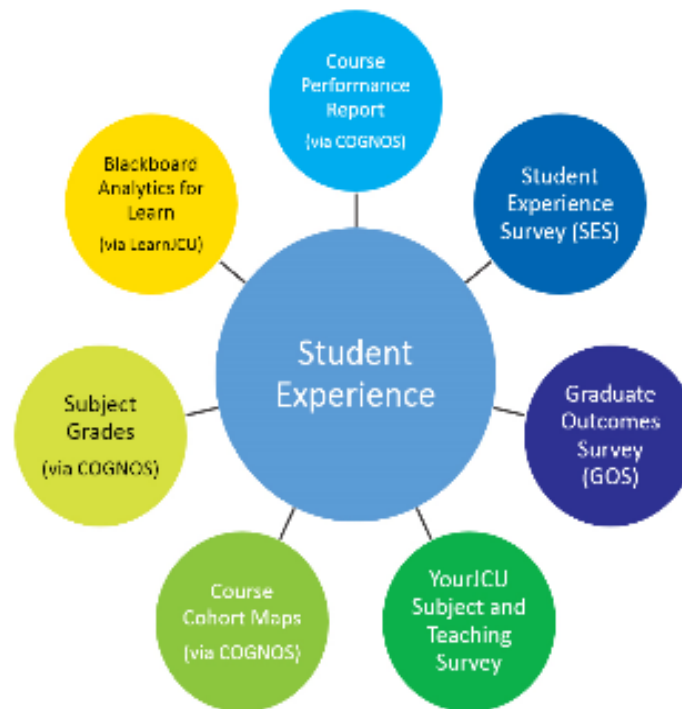 Course
Performance
Report
(via COGNOS)
Student
Experience
Survey (SES)
Graduate
Outcomes
Survey
(GOS)
YourJCU
Subject and
Teaching
Survey
Course
Cohort Maps
(via COGNOS)
Subject
Grades
(via COGNOS)
Blackboard
Analytics for
Learn
(via LearnJCU)
Student
Experience